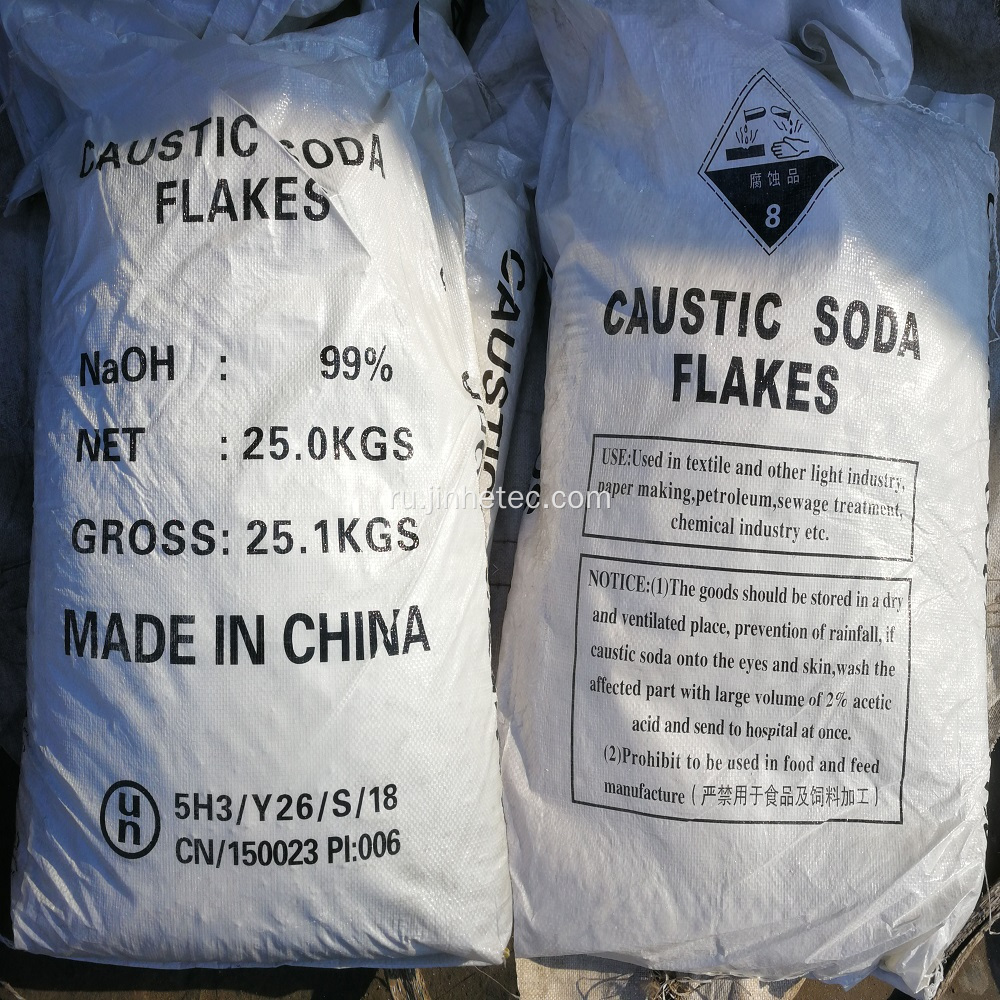 CAUSTIC SODA
FLAKES
NaOH : 99%
NET : 25.0KGS
GROSS: 25.1KGS
MADE IN CHINA
un
5H3/Y26/S/18
CN/150023 PI:006
CAUSTIC
腐蚀品
8
CAUSTIC SODA
FLAKES
USE:Used in textile and other light industry,
paper making,petroleum,sewage treatment,
chemical industry etc.
NOTICE:(1)The goods should be stored in a dry
and ventilated place, prevention of rainfall, if
caustic soda onto the eyes and skin,wash the
affected part with large volume of 2% acetic
acid and send to hospital at once.
(2)Prohibit to be used in food and feed
manufacture (严禁用于食品及饲料加工)
ru.jinhetec.com